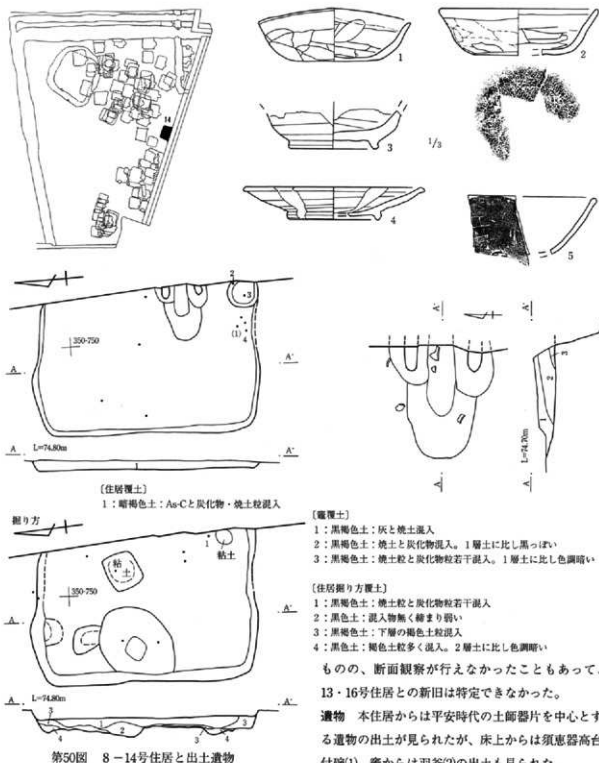 14
1
2
3
1/3
4
5
2
3
(1)
4
350-750
A
A'
A
L=74.80m
A'
1
A'
A'
A
A
L=74.70m
[住居覆土]
1：暗褐色土：As-Cと炭化物・焼土粒混入
掘り方
粘土
1
粘土
350-750
A
A'
A
L=74.80m
A'
3
1
2
3
4
3
4
第50図 8－14号住居と出土遺物
[竈覆土]
1：黒褐色土：灰と焼土混入
2：黒褐色土：焼土と炭化物混入。1層土に比し黒っぽい
3：黒褐色土：焼土粒と炭化物粒若干混入。1層土に比し色調暗い
[住居掘り方覆土]
1：黒褐色土：焼土粒と炭化物粒若干混入
2：黒色土：混入物無く締まり弱い
3：黒褐色土：下層の褐色土粒混入
4：黒色土：褐色土粒多く混入。2層土に比し色調暗い
ものの、断面観察が行えなかったこともあって、
13・16号住居との新旧は特定できなかった。
遺物 本住居からは平安時代の土師器片を中心とす
る遺物の出土が見られたが、床上からは須恵器高台